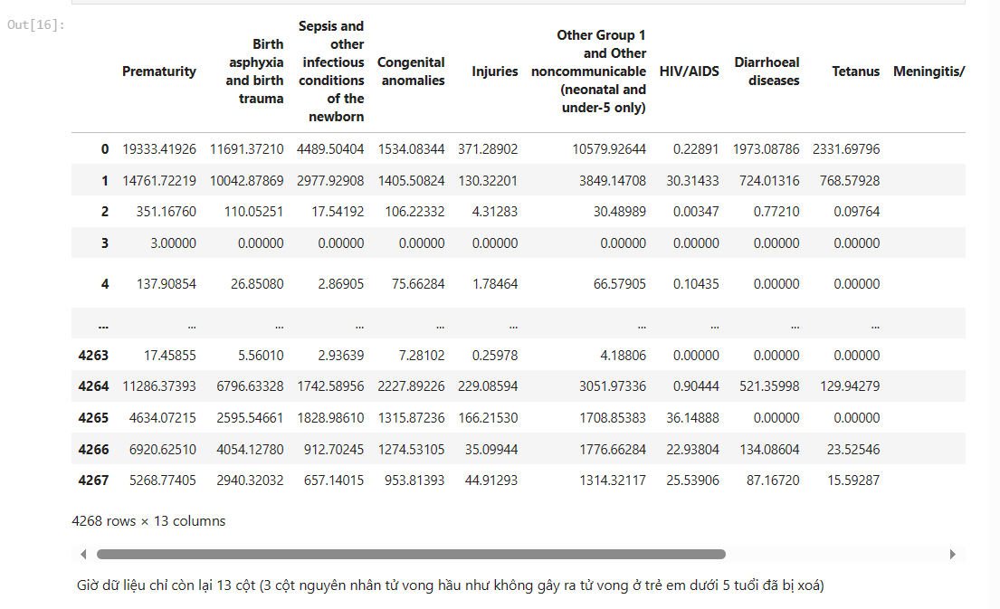 Out[16]:
Prematurity Birth asphyxia and birth trauma Sepsis and other infectious conditions of the newborn Congenital anomalies Injuries Other Group 1 and Other noncommunicable (neonatal and under-5 only) HIV/AIDS Diarrhoeal diseases Tetanus Meningitis/
0 19333.41926 11691.37210 4489.50404 1534.08344 371.28902 10579.92644 0.22891 1973.08786 2331.69796
1 14761.72219 10042.87869 2977.92908 1405.50824 130.32201 3849.14708 30.31433 724.01316 768.57928
2 351.16760 110.05251 17.54192 106.22332 4.31283 30.48989 0.00347 0.77210 0.09764
3 3.00000 0.00000 0.00000 0.00000 0.00000 0.00000 0.00000 0.00000 0.00000
4 137.90854 26.85080 2.86905 75.66284 1.78464 66.57905 0.10435 0.00000 0.00000
... ... ... ... ... ... ... ... ... ...
4263 17.45855 5.56010 2.93639 7.28102 0.25978 4.18806 0.00000 0.00000 0.00000
4264 11286.37393 6796.63328 1742.58956 2227.89226 229.08594 3051.97336 0.90444 521.35998 129.94279
4265 4634.07215 2595.54661 1828.98610 1315.87236 166.21530 1708.85383 36.14888 0.00000 0.00000
4266 6920.62510 4054.12780 912.70245 1274.53105 35.09944 1776.66284 22.93804 134.08604 23.52546
4267 5268.77405 2940.32032 657.14015 953.81393 44.91293 1314.32117 25.53906 87.16720 15.59287
4268 rows × 13 columns
Giờ dữ liệu chỉ còn lại 13 cột (3 cột nguyên nhân tử vong hầu như không gây ra tử vong ở trẻ em dưới 5 tuổi đã bị xoá)